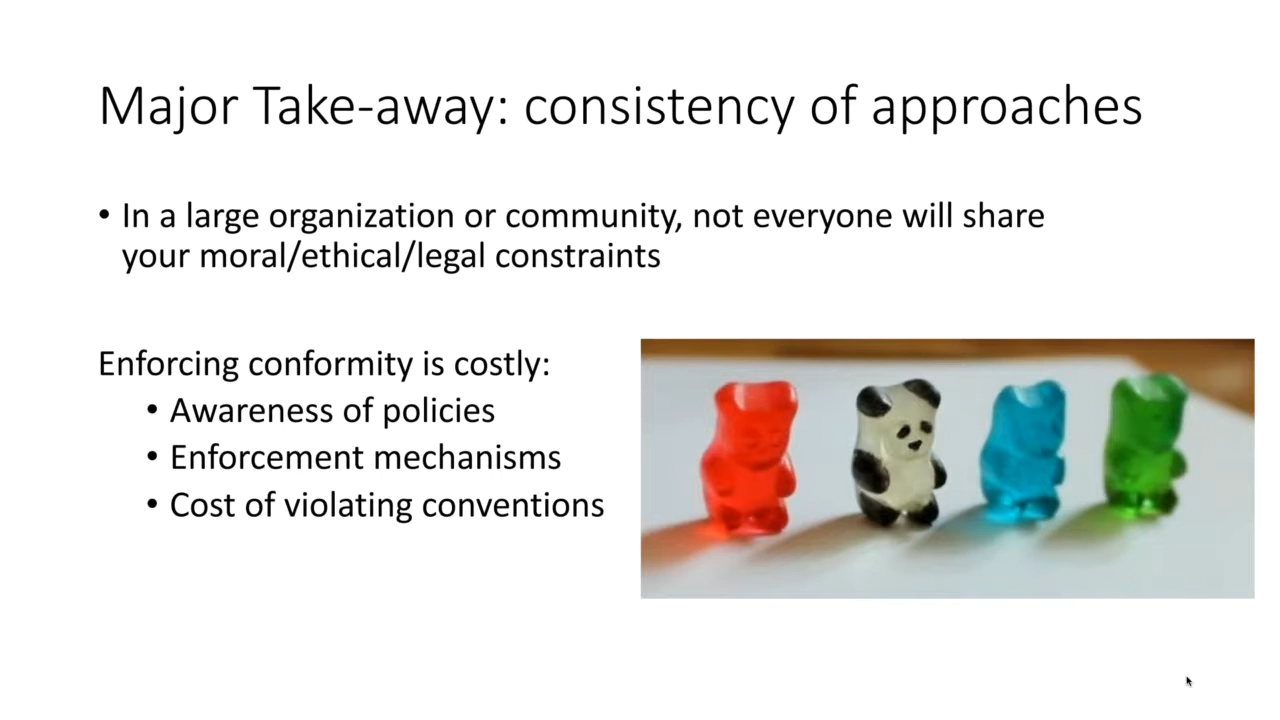 Major Take-away: consistency of approaches
• In a large organization or community, not everyone will share
your moral/ethical/legal constraints
Enforcing conformity is costly:
• Awareness of policies
• Enforcement mechanisms
• Cost of violating conventions